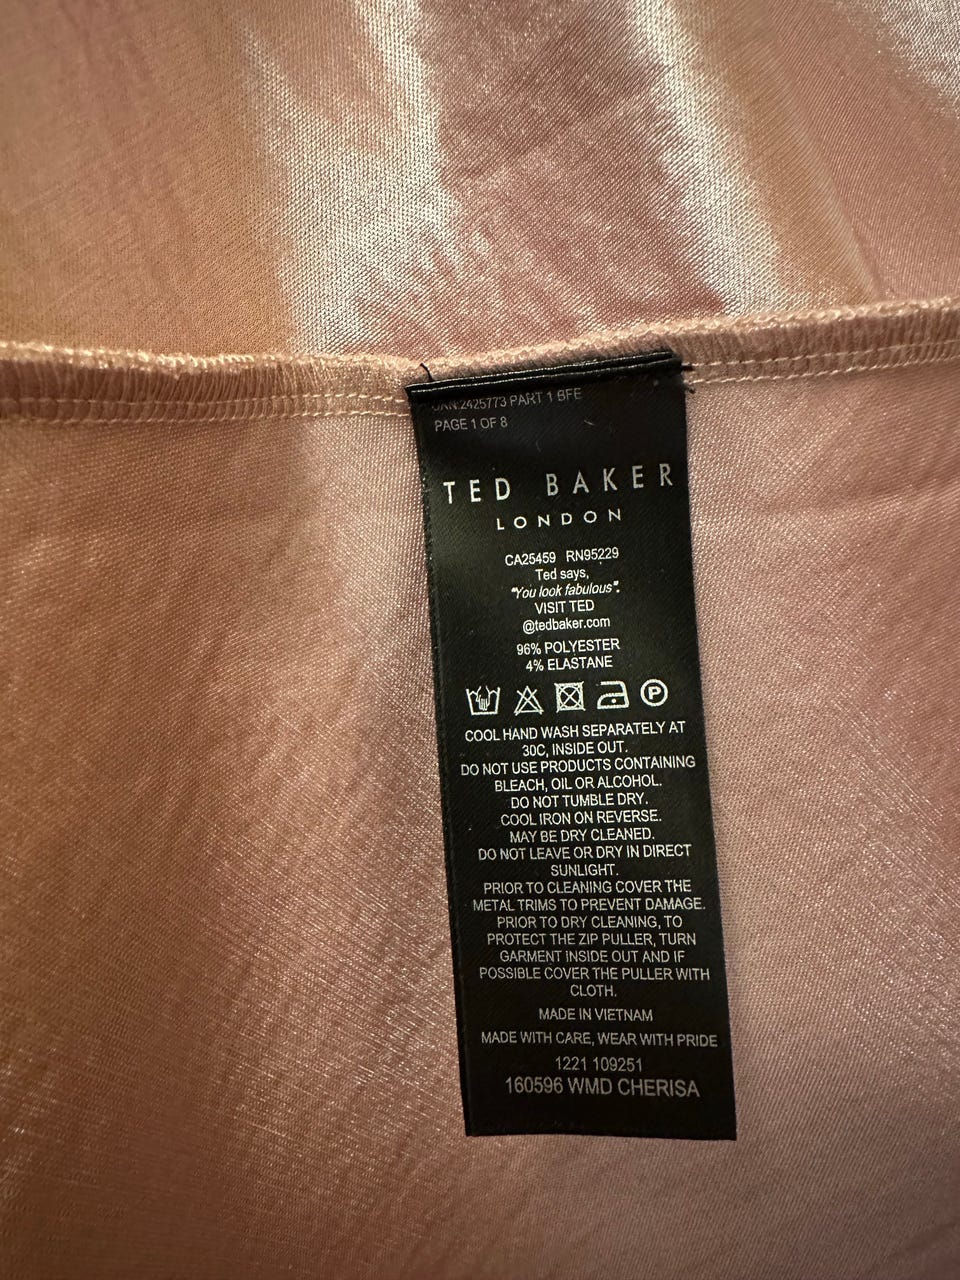 UAN:2425773 PART 1 BFE
PAGE 1 OF 8
TED BAKER
LONDON
CA25459 RN95229
Ted says,
"You look fabulous".
VISIT TED
@tedbaker.com
96% POLYESTER
4% ELASTANE
P
COOL HAND WASH SEPARATELY AT
30C, INSIDE OUT.
DO NOT USE PRODUCTS CONTAINING
BLEACH, OIL OR ALCOHOL.
DO NOT TUMBLE DRY.
COOL IRON ON REVERSE.
MAY BE DRY CLEANED.
DO NOT LEAVE OR DRY IN DIRECT
SUNLIGHT.
PRIOR TO CLEANING COVER THE
METAL TRIMS TO PREVENT DAMAGE.
PRIOR TO DRY CLEANING, TO
PROTECT THE ZIP PULLER, TURN
GARMENT INSIDE OUT AND IF
POSSIBLE COVER THE PULLER WITH
CLOTH.
MADE IN VIETNAM
MADE WITH CARE, WEAR WITH PRIDE
1221 109251
160596 WMD CHERISA